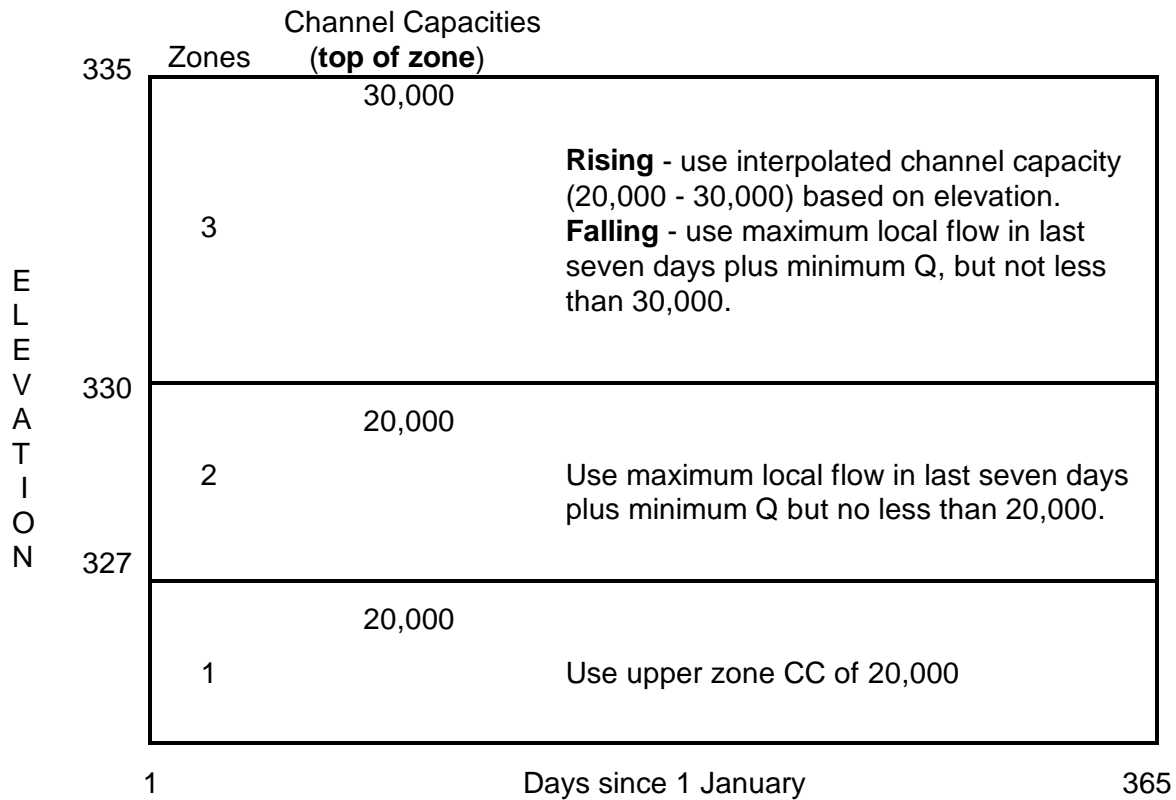 Channel Capacities
Zones (top of zone)
335
30,000
Rising - use interpolated channel capacity
(20,000 - 30,000) based on elevation.
Falling - use maximum local flow in last
seven days plus minimum Q, but not less
than 30,000.
3
330
20,000
2
Use maximum local flow in last seven days
plus minimum Q but no less than 20,000.
327
20,000
1
Use upper zone CC of 20,000
ELEVATION
1 Days since 1 January 365